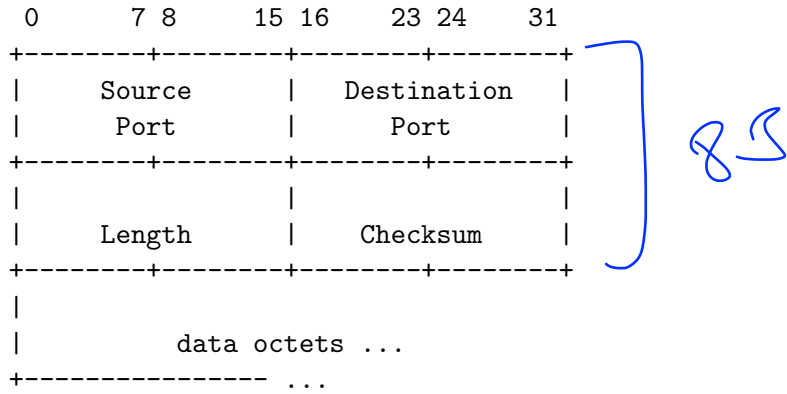 0 7 8 15 16 23 24 31
+--------+--------+--------+--------+
| Source | Destination |
| Port | Port |
+--------+--------+--------+--------+
| | |
| Length | Checksum |
+--------+--------+--------+--------+
|
| data octets ...
+---------------- ...
8B